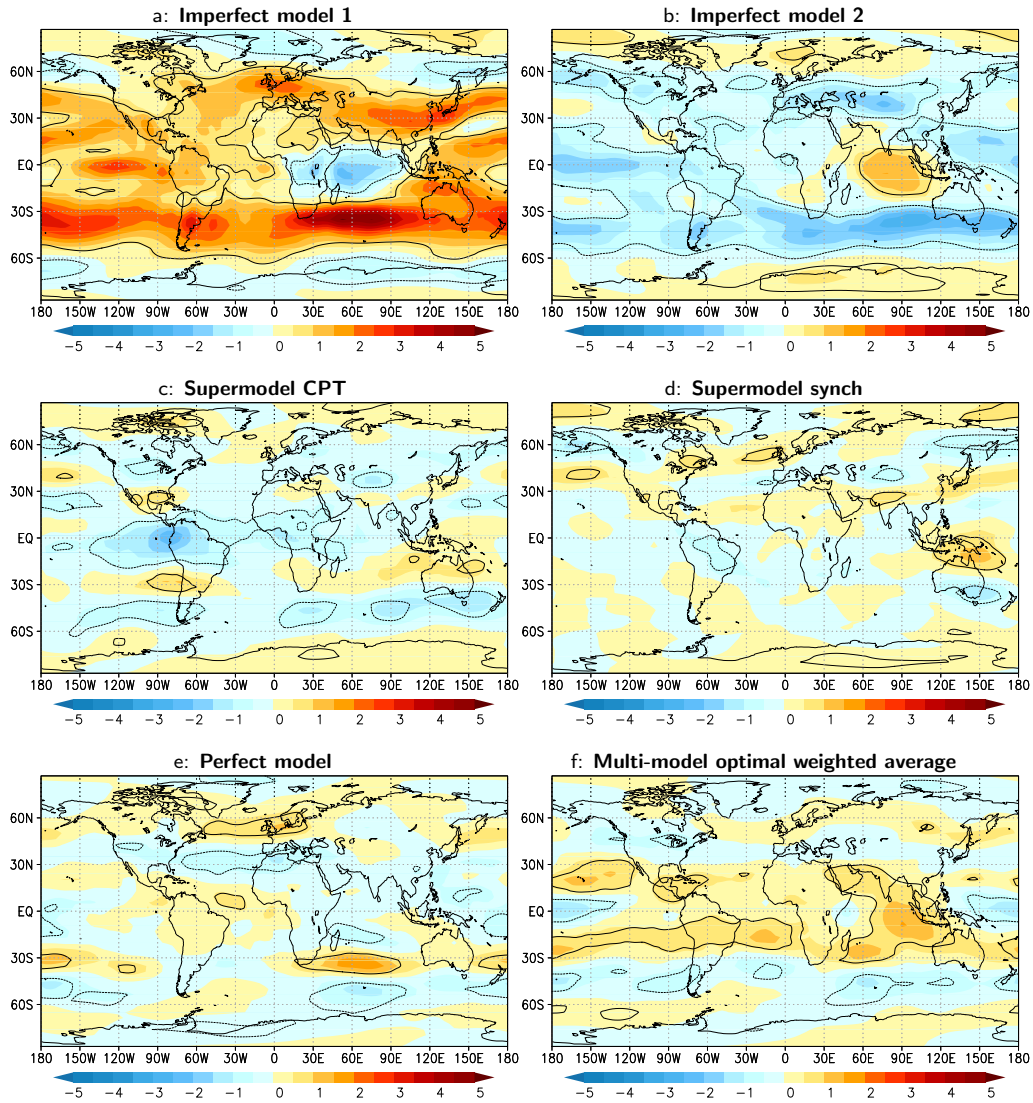 a: Imperfect model 1
b: Imperfect model 2
60N
30N
EQ
30S
60S
180 150W 120W 90W 60W 30W 0 30E 60E 90E 120E 150E 180
-5 -4 -3 -2 -1 0 1 2 3 4 5
60N
30N
EQ
30S
60S
180 150W 120W 90W 60W 30W 0 30E 60E 90E 120E 150E 180
-5 -4 -3 -2 -1 0 1 2 3 4 5
c: Supermodel CPT
d: Supermodel synch
60N
30N
EQ
30S
60S
180 150W 120W 90W 60W 30W 0 30E 60E 90E 120E 150E 180
-5 -4 -3 -2 -1 0 1 2 3 4 5
60N
30N
EQ
30S
60S
180 150W 120W 90W 60W 30W 0 30E 60E 90E 120E 150E 180
-5 -4 -3 -2 -1 0 1 2 3 4 5
e: Perfect model
f: Multi-model optimal weighted average
60N
30N
EQ
30S
60S
180 150W 120W 90W 60W 30W 0 30E 60E 90E 120E 150E 180
-5 -4 -3 -2 -1 0 1 2 3 4 5
60N
30N
EQ
30S
60S
180 150W 120W 90W 60W 30W 0 30E 60E 90E 120E 150E 180
-5 -4 -3 -2 -1 0 1 2 3 4 5